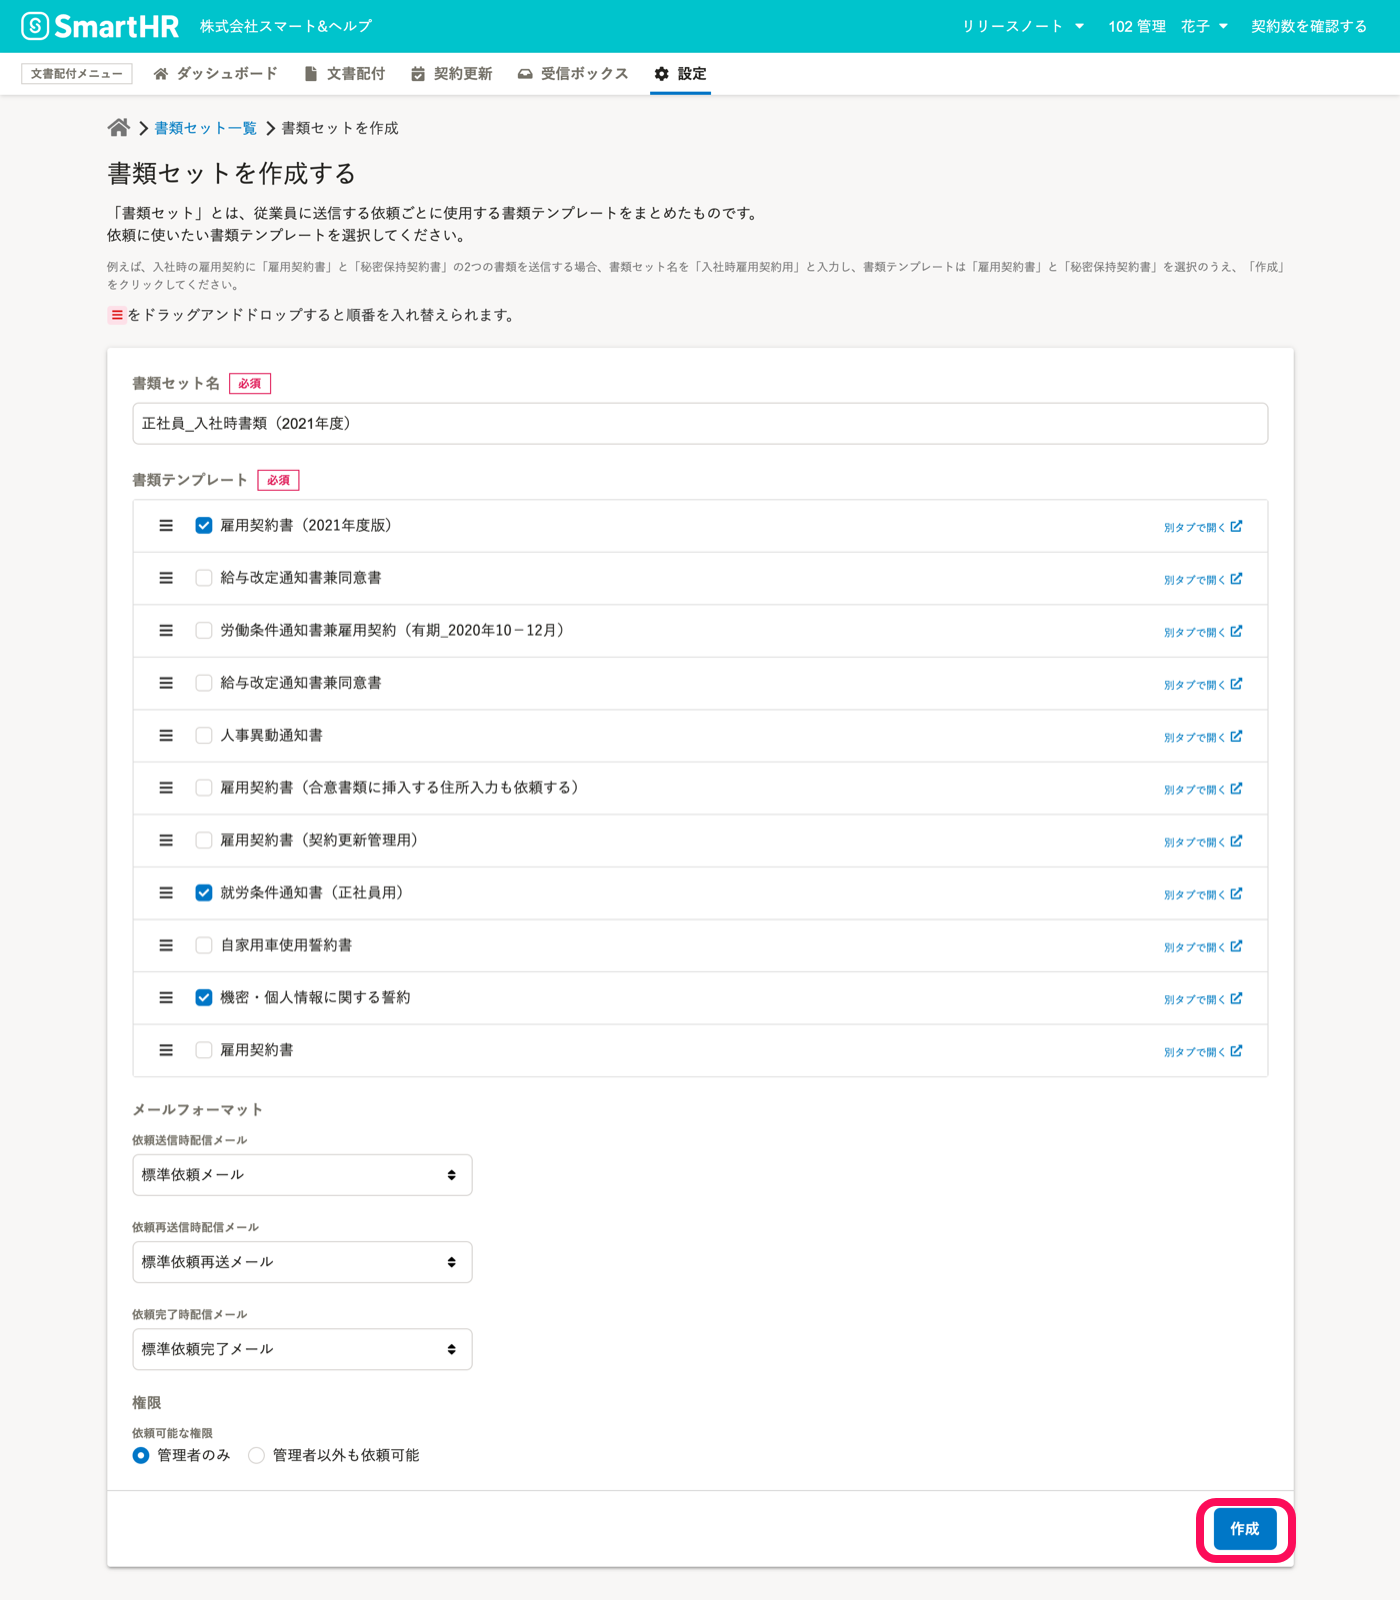 SmartHR 株式会社スマート&ヘルプ リリースノート 102 管理 花子 契約数を確認する
文書配付メニュー ダッシュボード 文書配付 契約更新 受信ボックス 設定
書類セット一覧 書類セットを作成
書類セットを作成する
「書類セット」とは、従業員に送信する依頼ごとに使用する書類テンプレートをまとめたものです。
依頼に使いたい書類テンプレートを選択してください。
例えば、入社時の雇用契約に「雇用契約書」と「秘密保持契約書」の2つの書類を送信する場合、書類セット名を「入社時雇用契約用」と入力し、書類テンプレートは「雇用契約書」と「秘密保持契約書」を選択のうえ、「作成」
をクリックしてください。
をドラッグアンドドロップすると順番を入れ替えられます。
書類セット名 必須
正社員_入社時書類（2021年度）
書類テンプレート 必須
雇用契約書（2021年度版） 別タブで開く
給与改定通知書兼同意書 別タブで開く
労働条件通知書兼雇用契約（有期_2020年10－12月） 別タブで開く
給与改定通知書兼同意書 別タブで開く
人事異動通知書 別タブで開く
雇用契約書（合意書類に挿入する住所入力も依頼する） 別タブで開く
雇用契約書（契約更新管理用） 別タブで開く
就労条件通知書（正社員用） 別タブで開く
自家用車使用誓約書 別タブで開く
機密・個人情報に関する誓約 別タブで開く
雇用契約書 別タブで開く
メールフォーマット
依頼送信時配信メール
標準依頼メール
依頼再送信時配信メール
標準依頼再送メール
依頼完了時配信メール
標準依頼完了メール
権限
依頼可能な権限
管理者のみ 管理者以外も依頼可能
作成